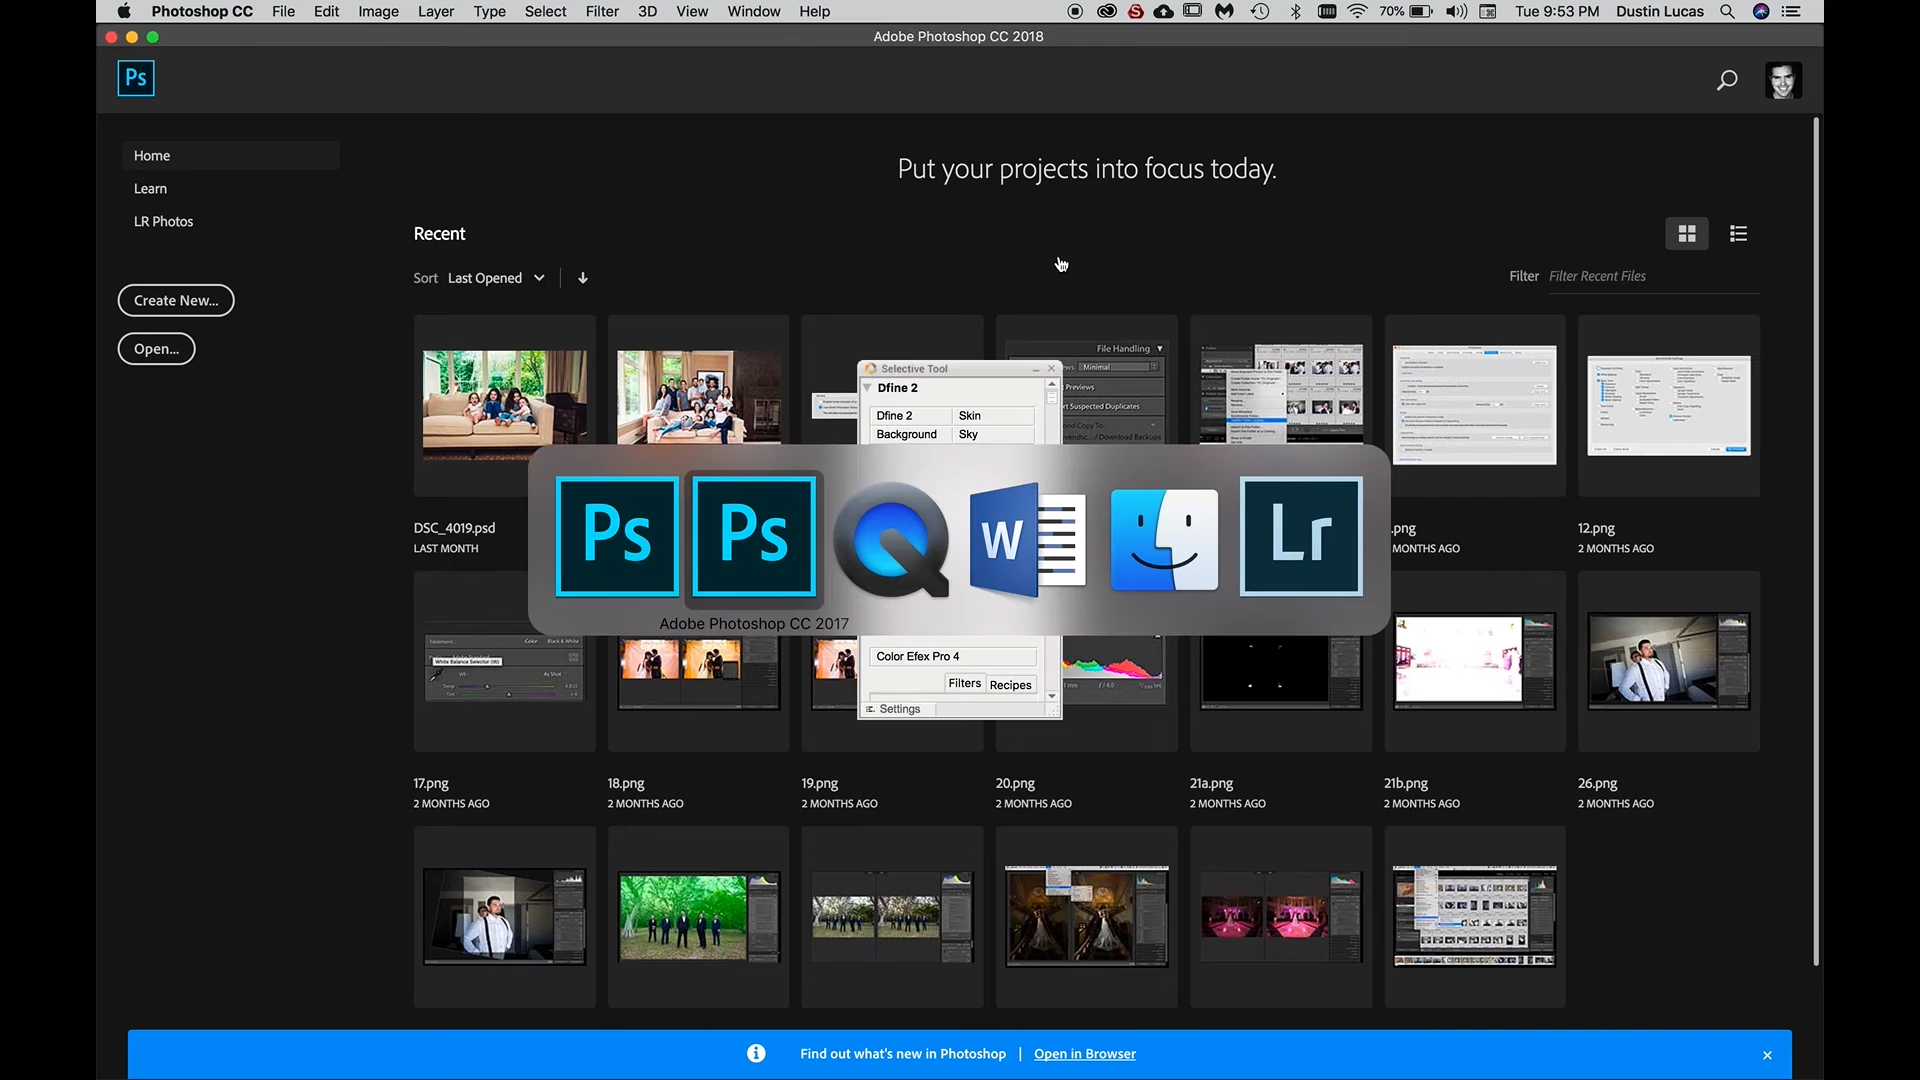 Photoshop CC File Edit Image Layer Type Select Filter 3D View Window Help 70% Tue 9:53 PM Dustin Lucas
Adobe Photoshop CC 2018
Ps
Home
Learn
LR Photos
Create New...
Open...
Put your projects into focus today.
Recent
Sort Last Opened
Filter Filter Recent Files
File Handling
Minimal
Previews
Suspected Duplicates
Selective Tool
Dfine 2
Dfine 2 Skin
Background Sky
Ps Ps W Lr
Adobe Photoshop CC 2017
DSC_4019.psd
LAST MONTH
.png
MONTHS AGO
12.png
2 MONTHS AGO
White Balance Selector (W)
Color Efex Pro 4
Filters Recipes
Settings
17.png
2 MONTHS AGO
18.png
2 MONTHS AGO
19.png
2 MONTHS AGO
20.png
2 MONTHS AGO
21a.png
2 MONTHS AGO
21b.png
2 MONTHS AGO
26.png
2 MONTHS AGO
Find out what's new in Photoshop | Open in Browser